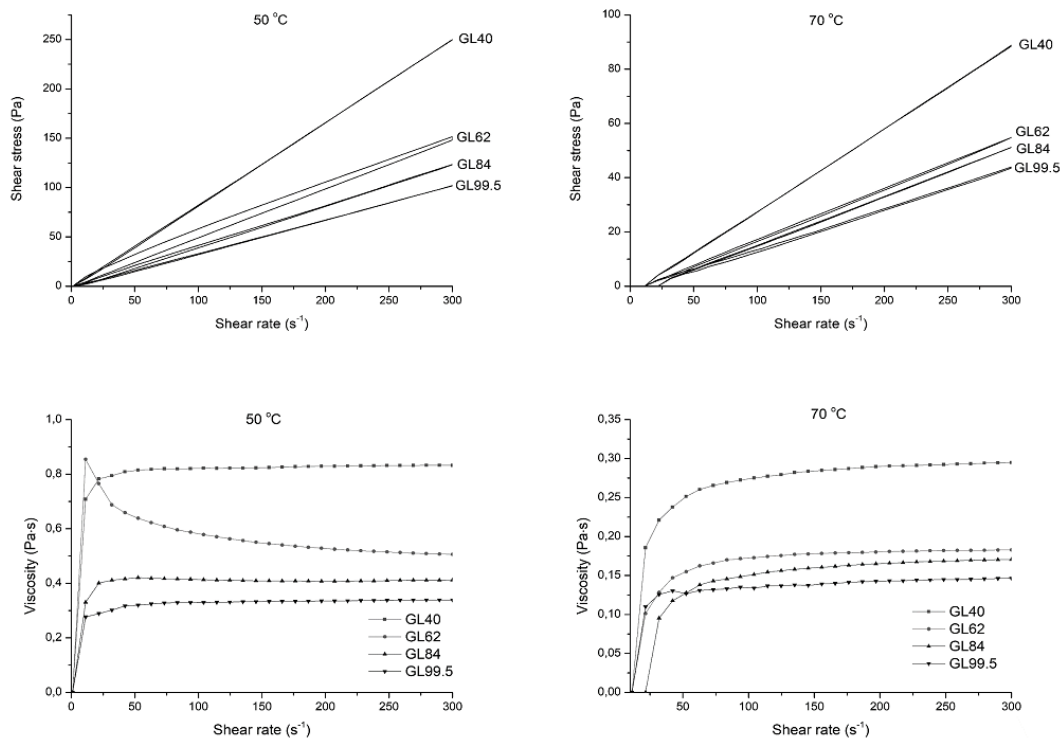 50 °C
250
200
150
100
50
0
Shear stress (Pa)
0 50 100 150 200 250 300
Shear rate (s⁻¹)
GL40
GL62
GL84
GL99.5
70 °C
100
80
60
40
20
0
Shear stress (Pa)
0 50 100 150 200 250 300
Shear rate (s⁻¹)
GL40
GL62
GL84
GL99.5
50 °C
1,0
0,8
0,6
0,4
0,2
0,0
Viscosity (Pa·s)
0 50 100 150 200 250 300
Shear rate (s⁻¹)
GL40
GL62
GL84
GL99.5
70 °C
0,35
0,30
0,25
0,20
0,15
0,10
0,05
0,00
Viscosity (Pa·s)
50 100 150 200 250 300
Shear rate (s⁻¹)
GL40
GL62
GL84
GL99.5